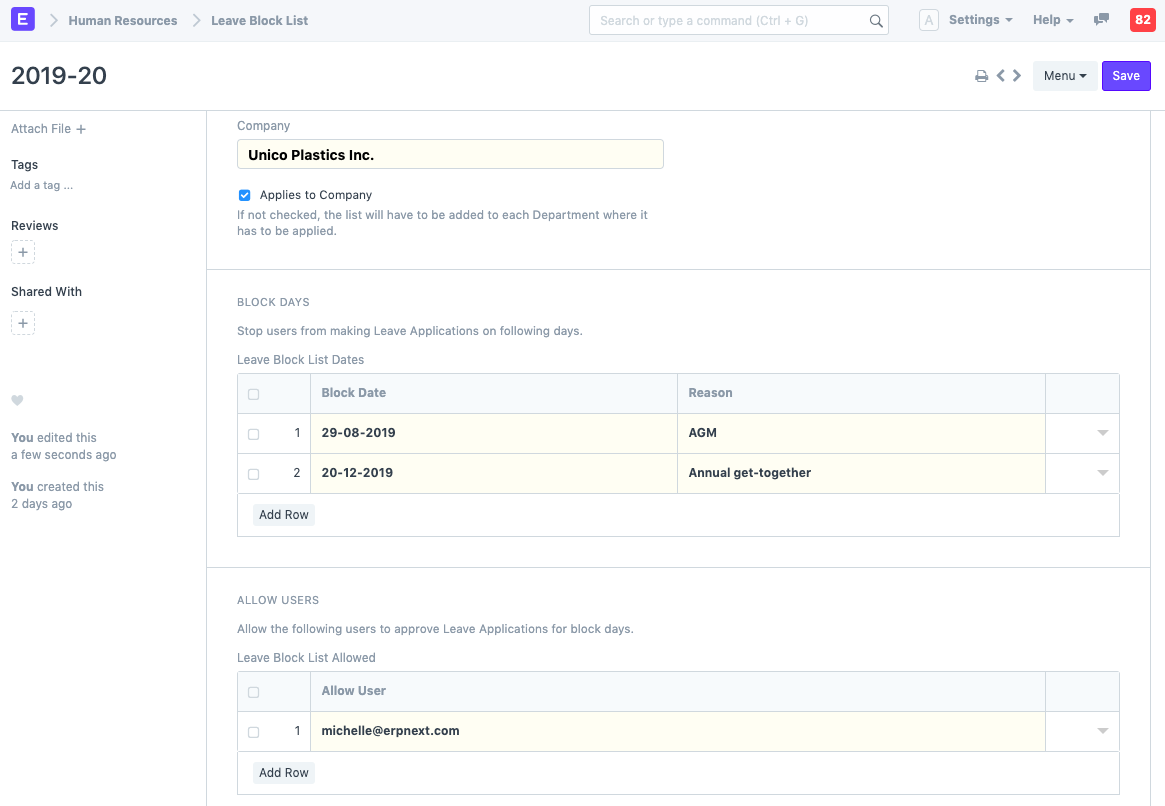 E Human Resources Leave Block List Search or type a command (Ctrl + G) A Settings Help 82
2019-20 Menu Save
Attach File +
Tags
Add a tag ...
Reviews
+
Shared With
+
You edited this
a few seconds ago
You created this
2 days ago
Company
Unico Plastics Inc.
Applies to Company
If not checked, the list will have to be added to each Department where it
has to be applied.
BLOCK DAYS
Stop users from making Leave Applications on following days.
Leave Block List Dates
Block Date Reason
1 29-08-2019 AGM
2 20-12-2019 Annual get-together
Add Row
ALLOW USERS
Allow the following users to approve Leave Applications for block days.
Leave Block List Allowed
Allow User
1 michelle@erpnext.com
Add Row